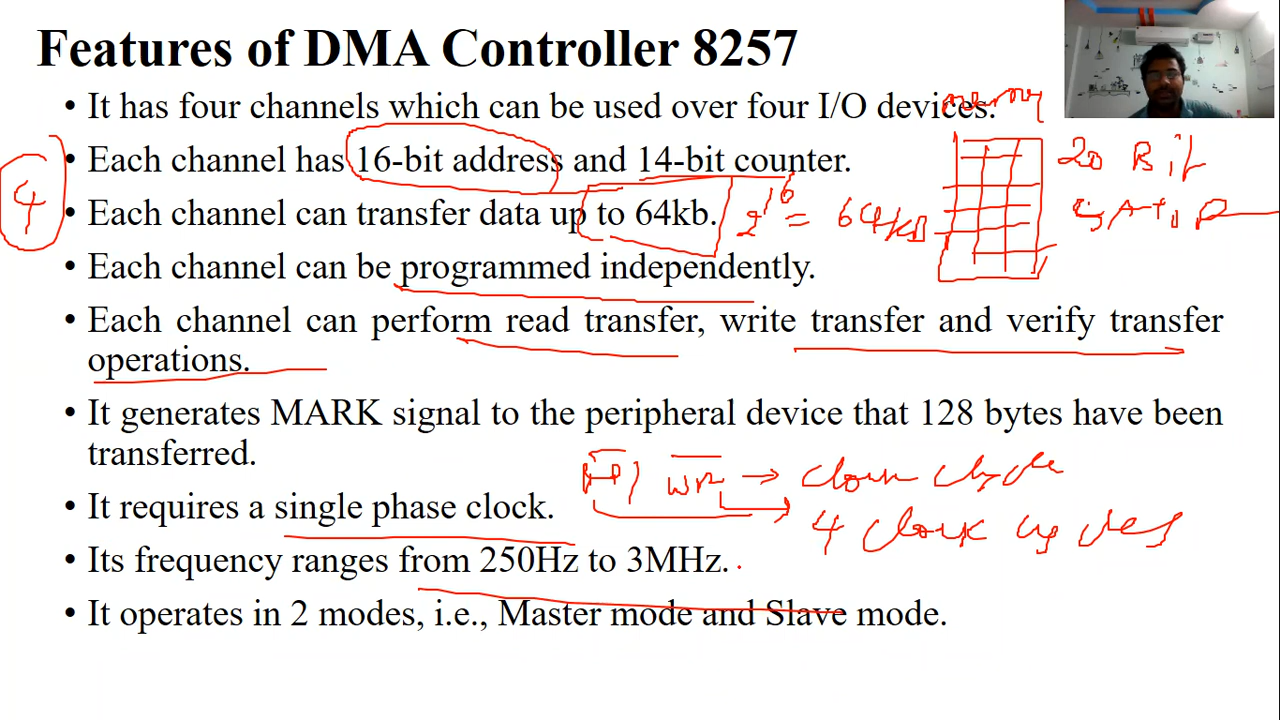 Features of DMA Controller 8257
• It has four channels which can be used over four I/O devices.
memory
• Each channel has 16-bit address and 14-bit counter.
20 Bit
4
• Each channel can transfer data up to 64kb.
2^16 = 64kB
• Each channel can be programmed independently.
• Each channel can perform read transfer, write transfer and verify transfer
operations.
• It generates MARK signal to the peripheral device that 128 bytes have been
transferred.
RD, WR → clock cycle
• It requires a single phase clock.
4 clock cycles
• Its frequency ranges from 250Hz to 3MHz.
• It operates in 2 modes, i.e., Master mode and Slave mode.